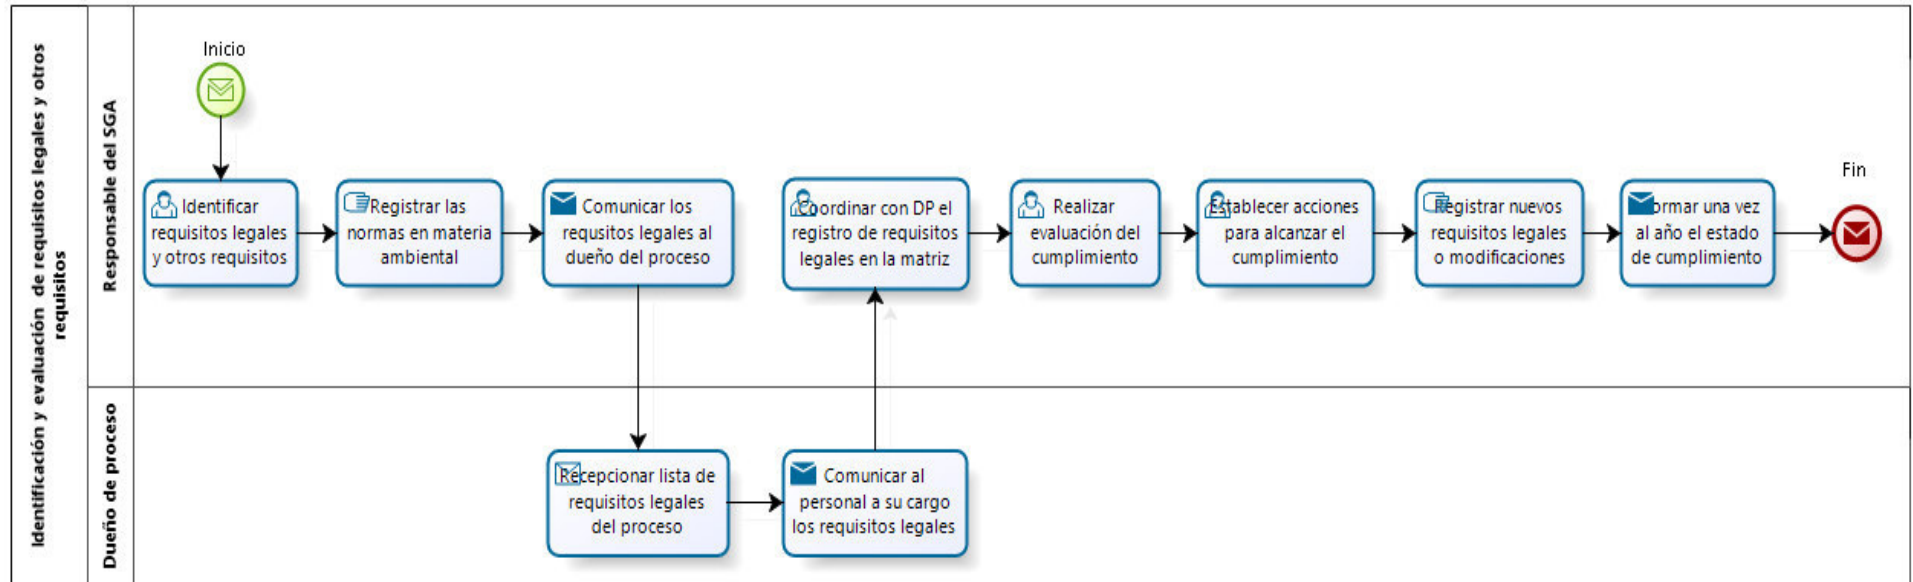 Identificación y evaluación de requisitos legales y otros
requisitos
Responsable del SGA
Inicio
Identificar
requisitos legales
y otros requisitos
Registrar las
normas en materia
ambiental
Comunicar los
requsitos legales al
dueño del proceso
Coordinar con DP el
registro de requisitos
legales en la matriz
Realizar
evaluación del
cumplimiento
Establecer acciones
para alcanzar el
cumplimiento
Registrar nuevos
requisitos legales
o modificaciones
ormar una vez
al año el estado
de cumplimiento
Fin
Dueño de proceso
Recepcionar lista de
requisitos legales
del proceso
Comunicar al
personal a su cargo
los requisitos legales